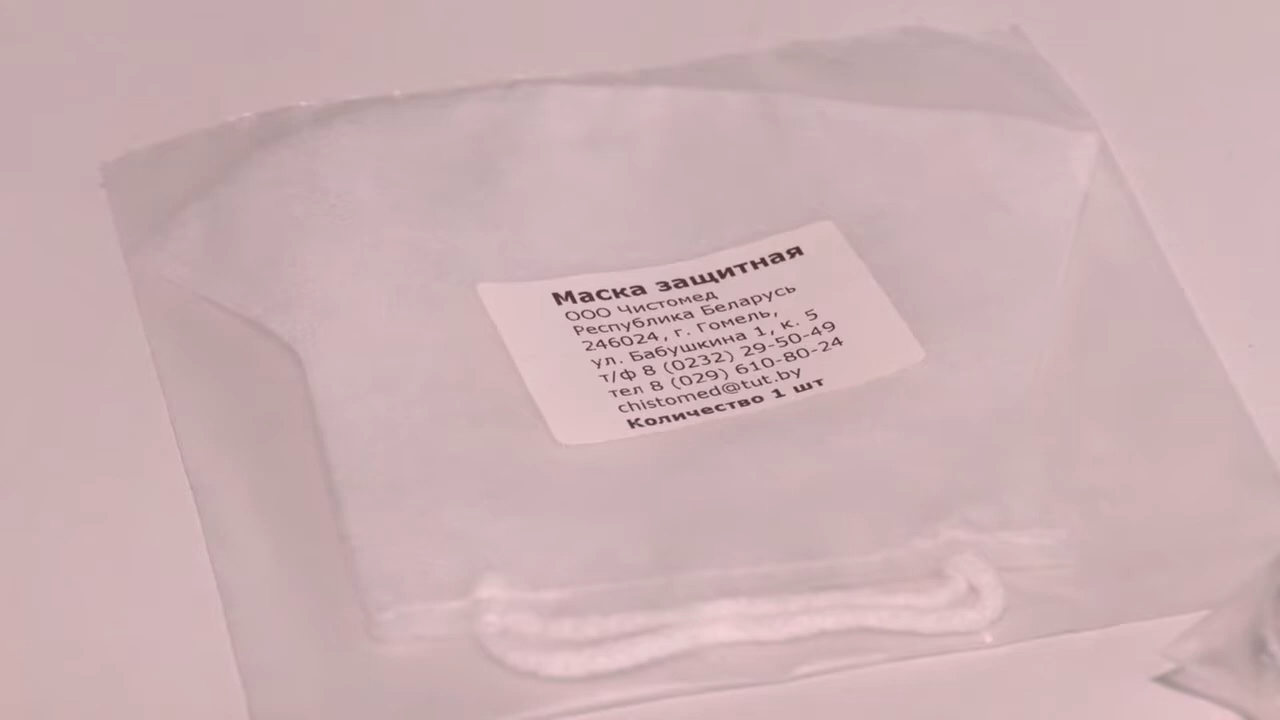 Маска защитная
ООО Чистомед
Республика Беларусь
246024, г. Гомель,
ул. Бабушкина 1, к. 5
т/ф 8 (0232) 29-50-49
тел 8 (029) 610-80-24
chistomed@tut.by
Количество 1 шт